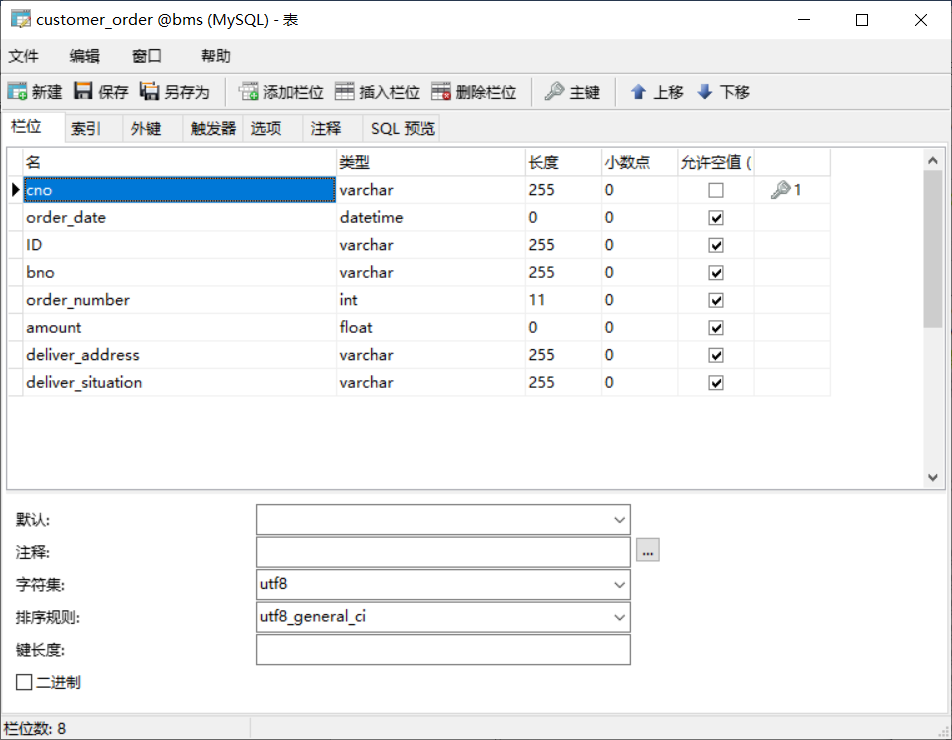 customer_order @bms (MySQL) - 表
文件 编辑 窗口 帮助
新建 保存 另存为 添加栏位 插入栏位 删除栏位 主键 上移 下移
栏位 索引 外键 触发器 选项 注释 SQL 预览
名 类型 长度 小数点 允许空值 (
cno varchar 255 0 1
order_date datetime 0 0
ID varchar 255 0
bno varchar 255 0
order_number int 11 0
amount float 0 0
deliver_address varchar 255 0
deliver_situation varchar 255 0
默认:
注释: ...
字符集: utf8
排序规则: utf8_general_ci
键长度:
二进制
栏位数: 8